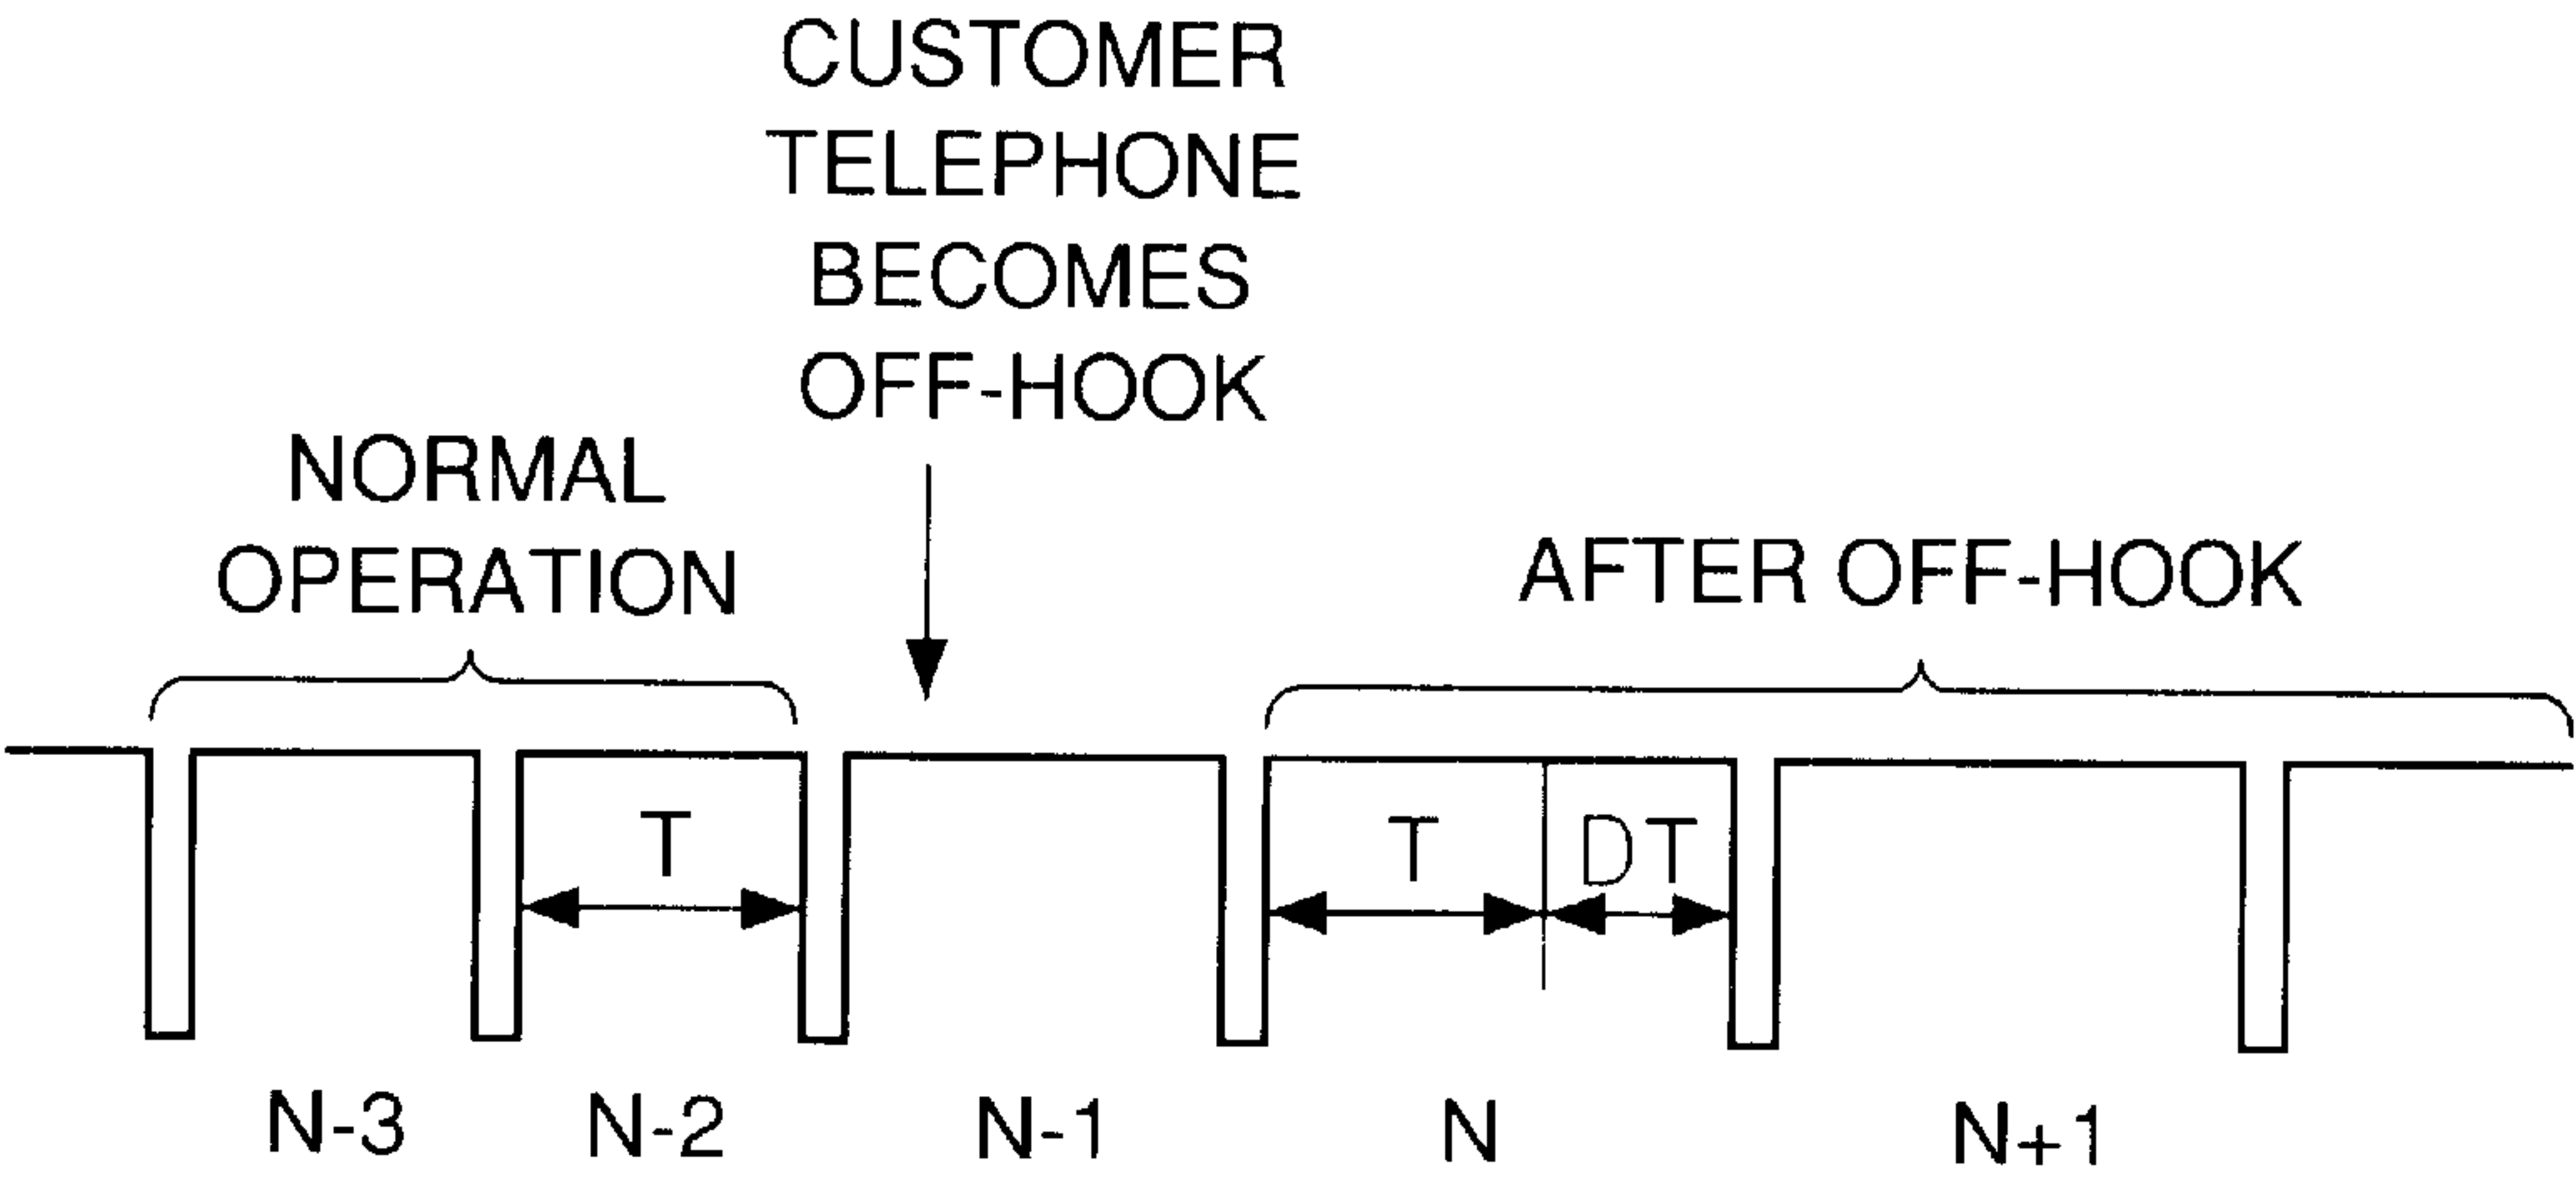 CUSTOMER
TELEPHONE
BECOMES
OFF-HOOK
NORMAL
OPERATION
AFTER OFF-HOOK
T
T
DT
N-3
N-2
N-1
N
N+1